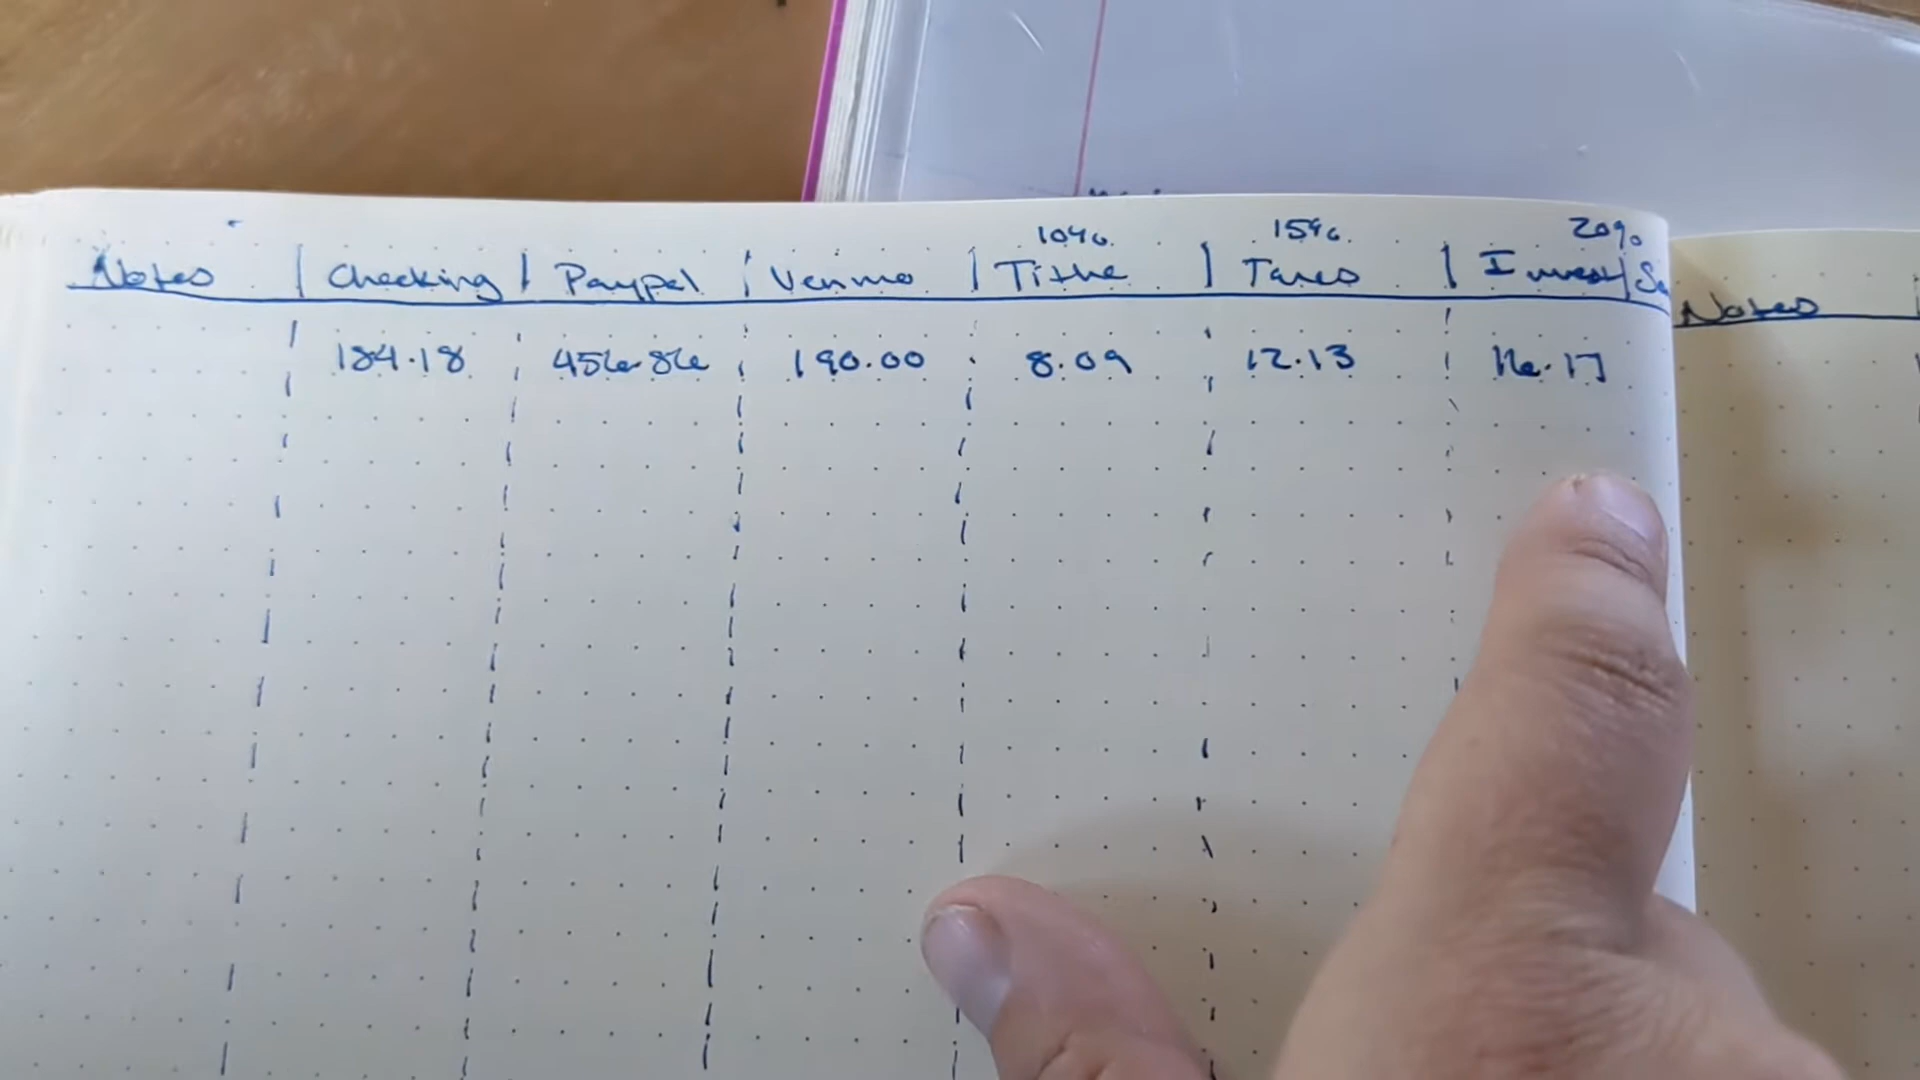 10% 15% 20%
Notes | Checking | Paypal | Venmo | Tithe | Taxes | Invest/Sa
184.18 456.86 190.00 8.09 12.13 16.17
Notes